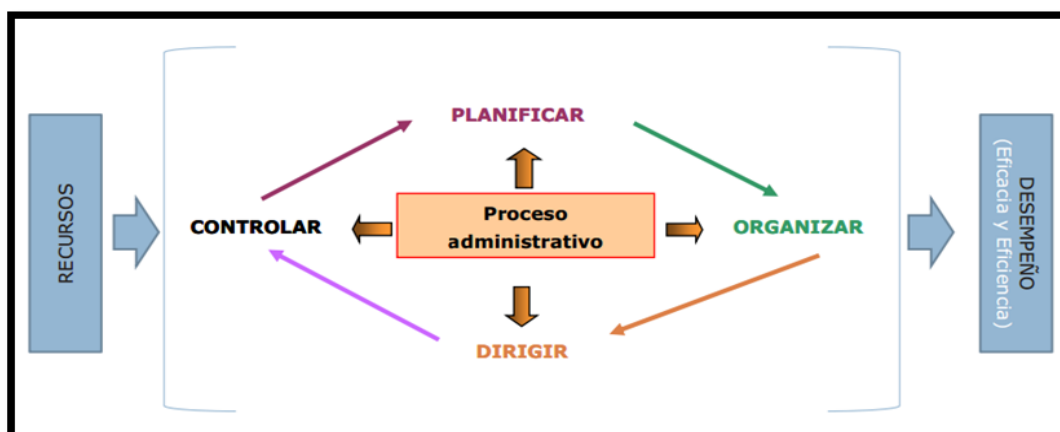 RECURSOS
PLANIFICAR
CONTROLAR
Proceso
administrativo
ORGANIZAR
DIRIGIR
DESEMPEÑO
(Eficacia y Eficiencia)